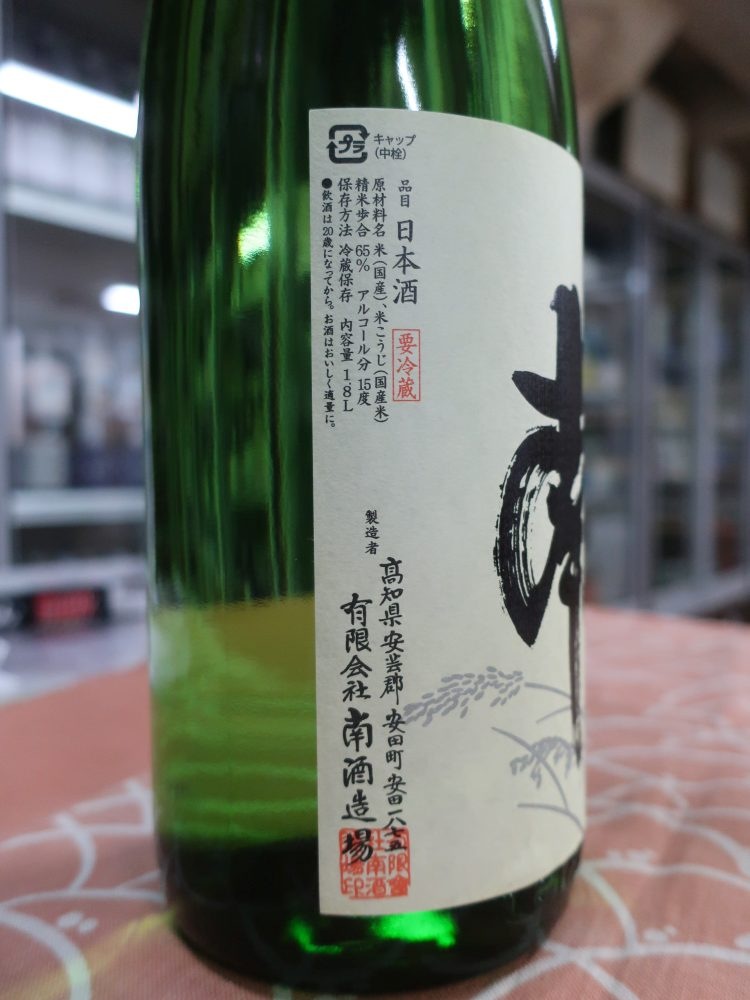 プラ
キャップ
(中栓)
品目 日本酒 要冷蔵
原材料名 米(国産)、米こうじ(国産米)
精米歩合 65% アルコール分 15度
保存方法 冷蔵保存 内容量 1.8L
●飲酒は20歳になってから。お酒はおいしく適量に。
製造者
高知県安芸郡安田町安田一八七五
有限会社南酒造場